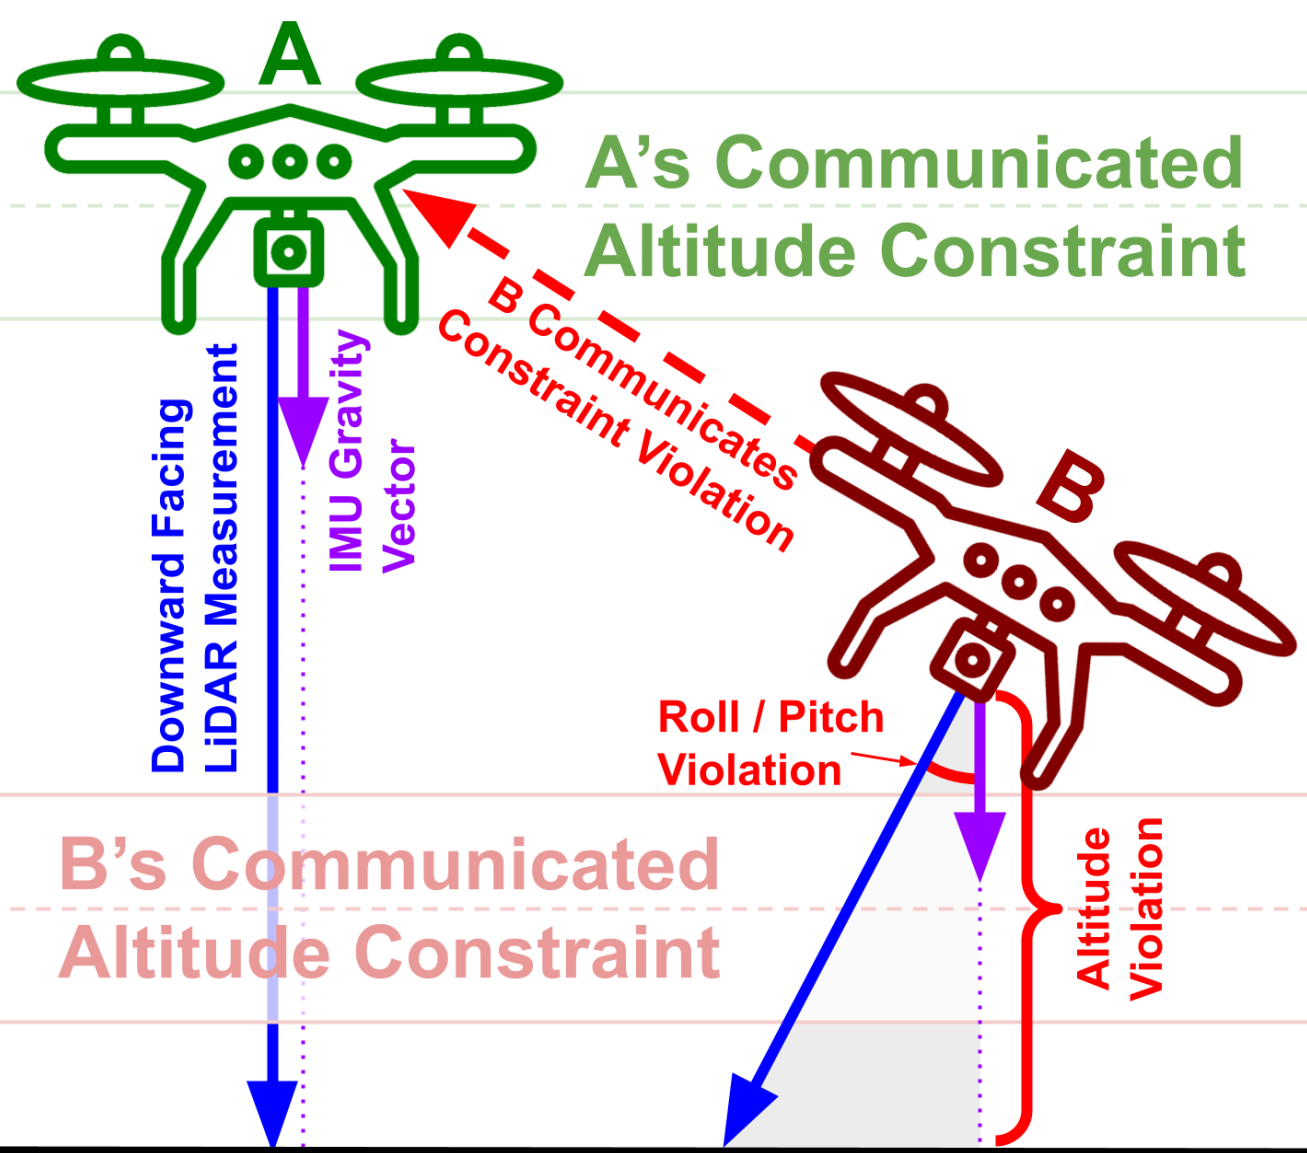 A
A’s Communicated
Altitude Constraint
B Communicates
Constraint Violation
Downward Facing
LiDAR Measurement
IMU Gravity
Vector
B
Roll / Pitch
Violation
B’s Communicated
Altitude Constraint
Altitude
Violation